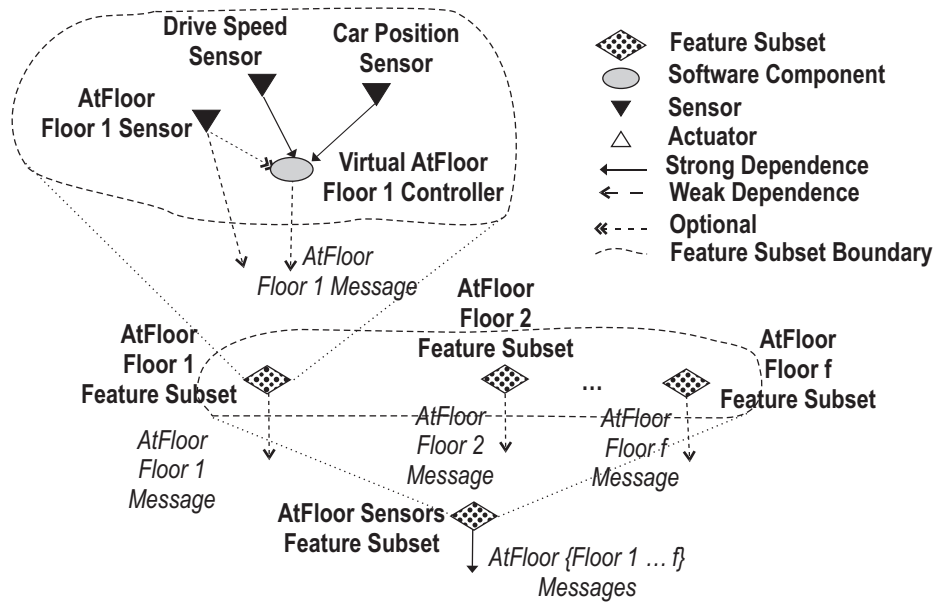 Drive Speed
Sensor
Car Position
Sensor
AtFloor
Floor 1 Sensor
Virtual AtFloor
Floor 1 Controller
AtFloor
Floor 1 Message
Feature Subset
Software Component
Sensor
Actuator
Strong Dependence
Weak Dependence
Optional
Feature Subset Boundary
AtFloor
Floor 1
Feature Subset
AtFloor
Floor 2
Feature Subset
...
AtFloor
Floor f
Feature Subset
AtFloor
Floor 1
Message
AtFloor
Floor 2
Message
AtFloor
Floor f
Message
AtFloor Sensors
Feature Subset
AtFloor {Floor 1 ... f}
Messages